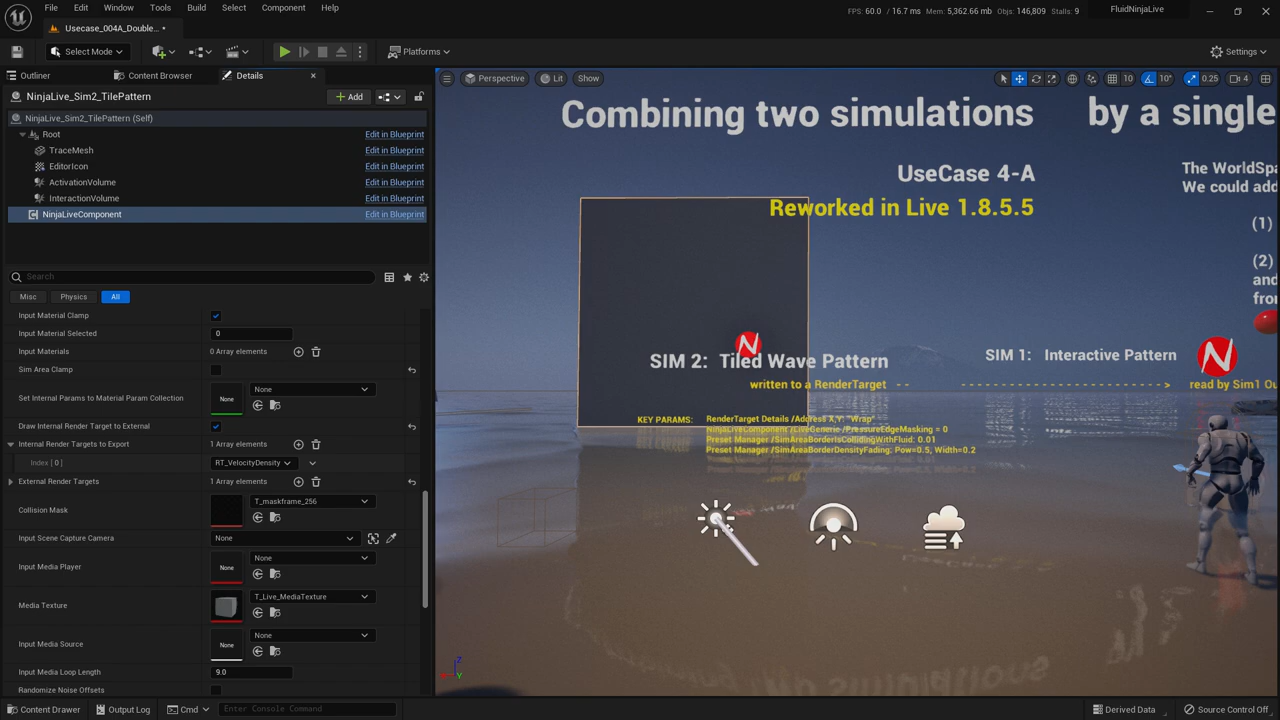 File Edit Window Tools Build Select Component Help
FPS: 60.0 / 16.7 ms Mem: 5,362.66 mb Objs: 146,809 Stalls: 9
FluidNinjaLive
Usecase_004A_Double... •
Select Mode
Platforms
Settings
Outliner
Content Browser
Details
NinjaLive_Sim2_TilePattern
+ Add
NinjaLive_Sim2_TilePattern (Self)
Root Edit in Blueprint
TraceMesh Edit in Blueprint
EditorIcon Edit in Blueprint
ActivationVolume Edit in Blueprint
InteractionVolume Edit in Blueprint
NinjaLiveComponent Edit in Blueprint
Search
Misc Physics All
Input Material Clamp
Input Material Selected 0
Input Materials 0 Array elements
Sim Area Clamp
Set Internal Params to Material Param Collection None None
Draw Internal Render Target to External
Internal Render Targets to Export 1 Array elements
Index [ 0 ] RT_VelocityDensity
External Render Targets 1 Array elements
Collision Mask T_maskframe_256
Input Scene Capture Camera None
Input Media Player None None
Media Texture T_Live_MediaTexture
Input Media Source None None
Input Media Loop Length 9.0
Randomize Noise Offsets
Perspective Lit Show
10 10° 0.25 4
Combining two simulations by a single
UseCase 4-A
Reworked in Live 1.8.5.5
The WorldSpa
We could add
(1)
(2)
and
fro
N
SIM 2: Tiled Wave Pattern
SIM 1: Interactive Pattern
N
written to a RenderTarget -- ---------------------------> read by Sim1 Ou
KEY PARAMS: RenderTarget Details /Address X,Y "Wrap"
NinjaLiveComponent /LiveGeneric /PressureEdgeMasking = 0
Preset Manager /SimAreaBorderIsCollidingWithFluid: 0.01
Preset Manager /SimAreaBorderDensityFading: Pow=0.5, Width=0.2
Z
Y
Content Drawer Output Log Cmd Enter Console Command
Derived Data Source Control Off